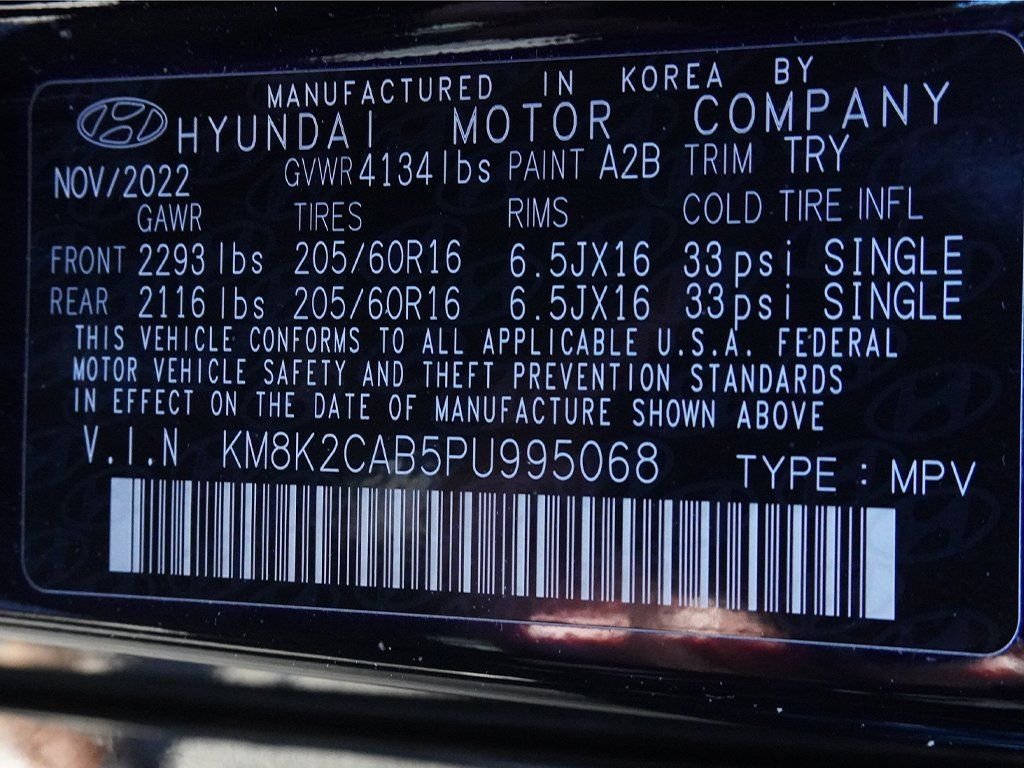 MANUFACTURED IN KOREA BY
HYUNDAI MOTOR COMPANY
NOV/2022 GVWR 4134 lbs PAINT A2B TRIM TRY
GAWR TIRES RIMS COLD TIRE INFL
FRONT 2293 lbs 205/60R16 6.5JX16 33psi SINGLE
REAR 2116 lbs 205/60R16 6.5JX16 33psi SINGLE
THIS VEHICLE CONFORMS TO ALL APPLICABLE U.S.A. FEDERAL
MOTOR VEHICLE SAFETY AND THEFT PREVENTION STANDARDS
IN EFFECT ON THE DATE OF MANUFACTURE SHOWN ABOVE
V.I.N KM8K2CAB5PU995068 TYPE : MPV